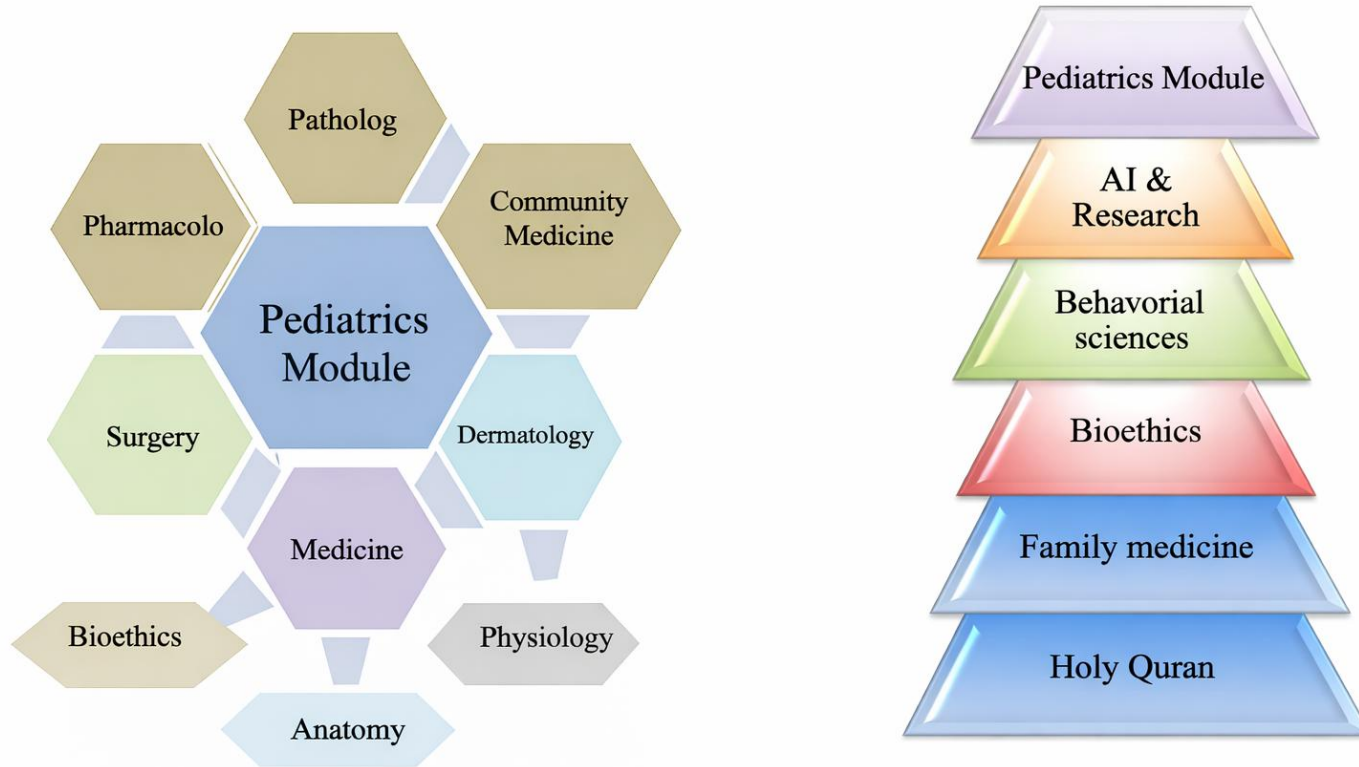 Patholog
Pharmacolo
Community
Medicine
Pediatrics
Module
Surgery
Dermatology
Medicine
Bioethics
Physiology
Anatomy
Pediatrics Module
AI &
Research
Behavorial
sciences
Bioethics
Family medicine
Holy Quran